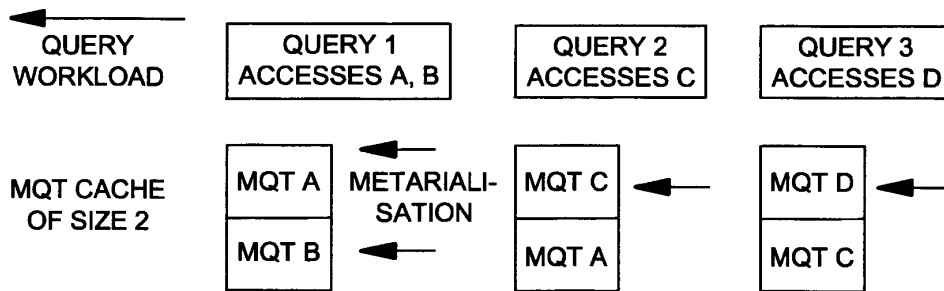 QUERY
WORKLOAD
QUERY 1
ACCESSES A, B
QUERY 2
ACCESSES C
QUERY 3
ACCESSES D
MQT CACHE
OF SIZE 2
MQT A
MQT B
METARIALI-
SATION
MQT C
MQT A
MQT D
MQT C